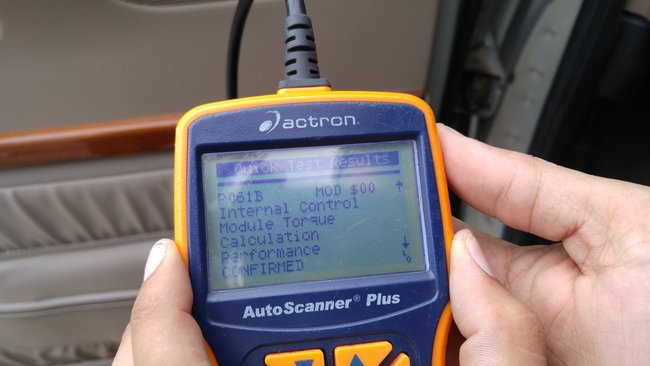 actron
Quick Test Results
P061B MOD $00
Internal Control
Module Torque
Calculation
Performance
CONFIRMED
AutoScanner® Plus